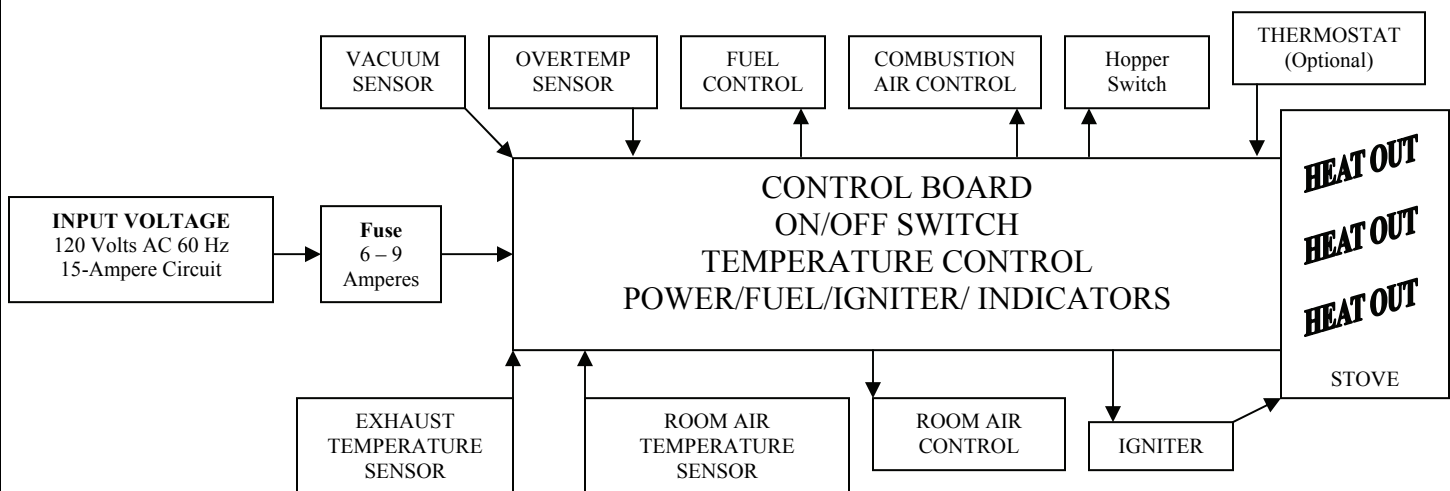 VACUUM
SENSOR
OVERTEMP
SENSOR
FUEL
CONTROL
COMBUSTION
AIR CONTROL
Hopper
Switch
THERMOSTAT
(Optional)
INPUT VOLTAGE
120 Volts AC 60 Hz
15-Ampere Circuit
Fuse
6 – 9
Amperes
CONTROL BOARD
ON/OFF SWITCH
TEMPERATURE CONTROL
POWER/FUEL/IGNITER/ INDICATORS
HEAT OUT
HEAT OUT
HEAT OUT
STOVE
EXHAUST
TEMPERATURE
SENSOR
ROOM AIR
TEMPERATURE
SENSOR
ROOM AIR
CONTROL
IGNITER